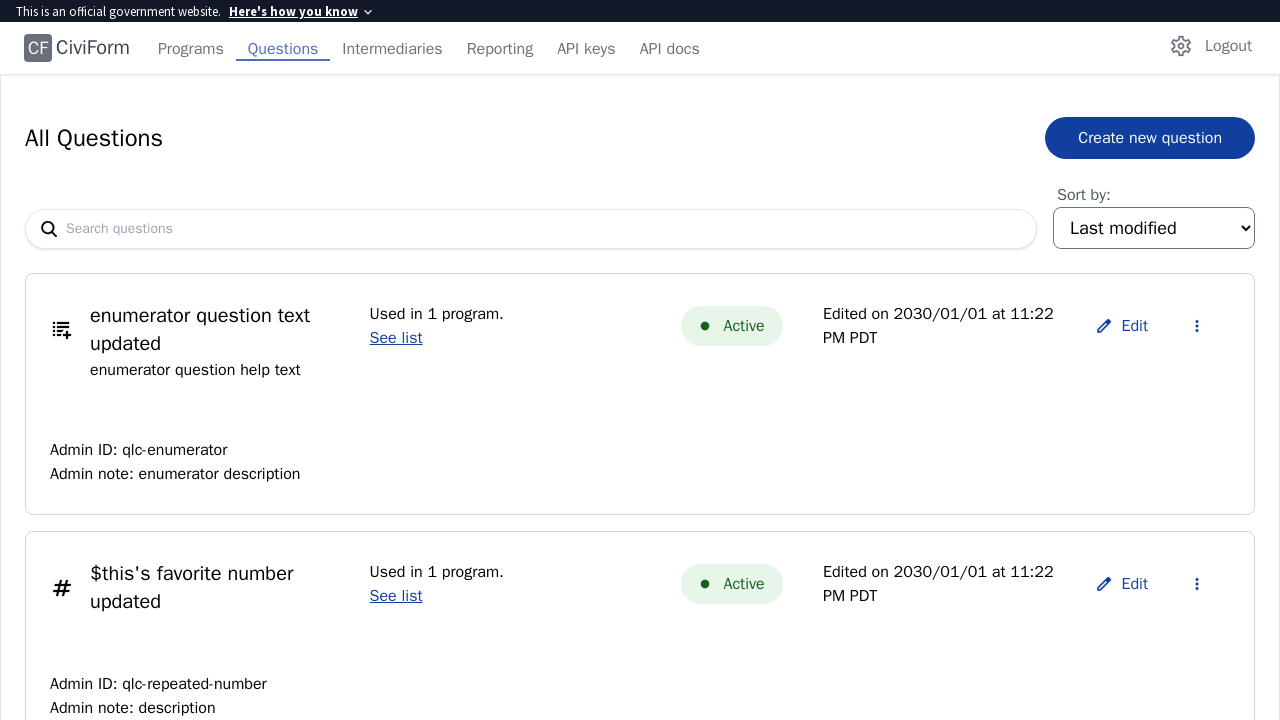 This is an official government website. Here's how you know
CF CiviForm Programs Questions Intermediaries Reporting API keys API docs Logout
All Questions
Create new question
Sort by:
Search questions
Last modified
enumerator question text
updated
enumerator question help text
Used in 1 program.
See list
Active
Edited on 2030/01/01 at 11:22
PM PDT
Edit
Admin ID: qlc-enumerator
Admin note: enumerator description
$this's favorite number
updated
Used in 1 program.
See list
Active
Edited on 2030/01/01 at 11:22
PM PDT
Edit
Admin ID: qlc-repeated-number
Admin note: description